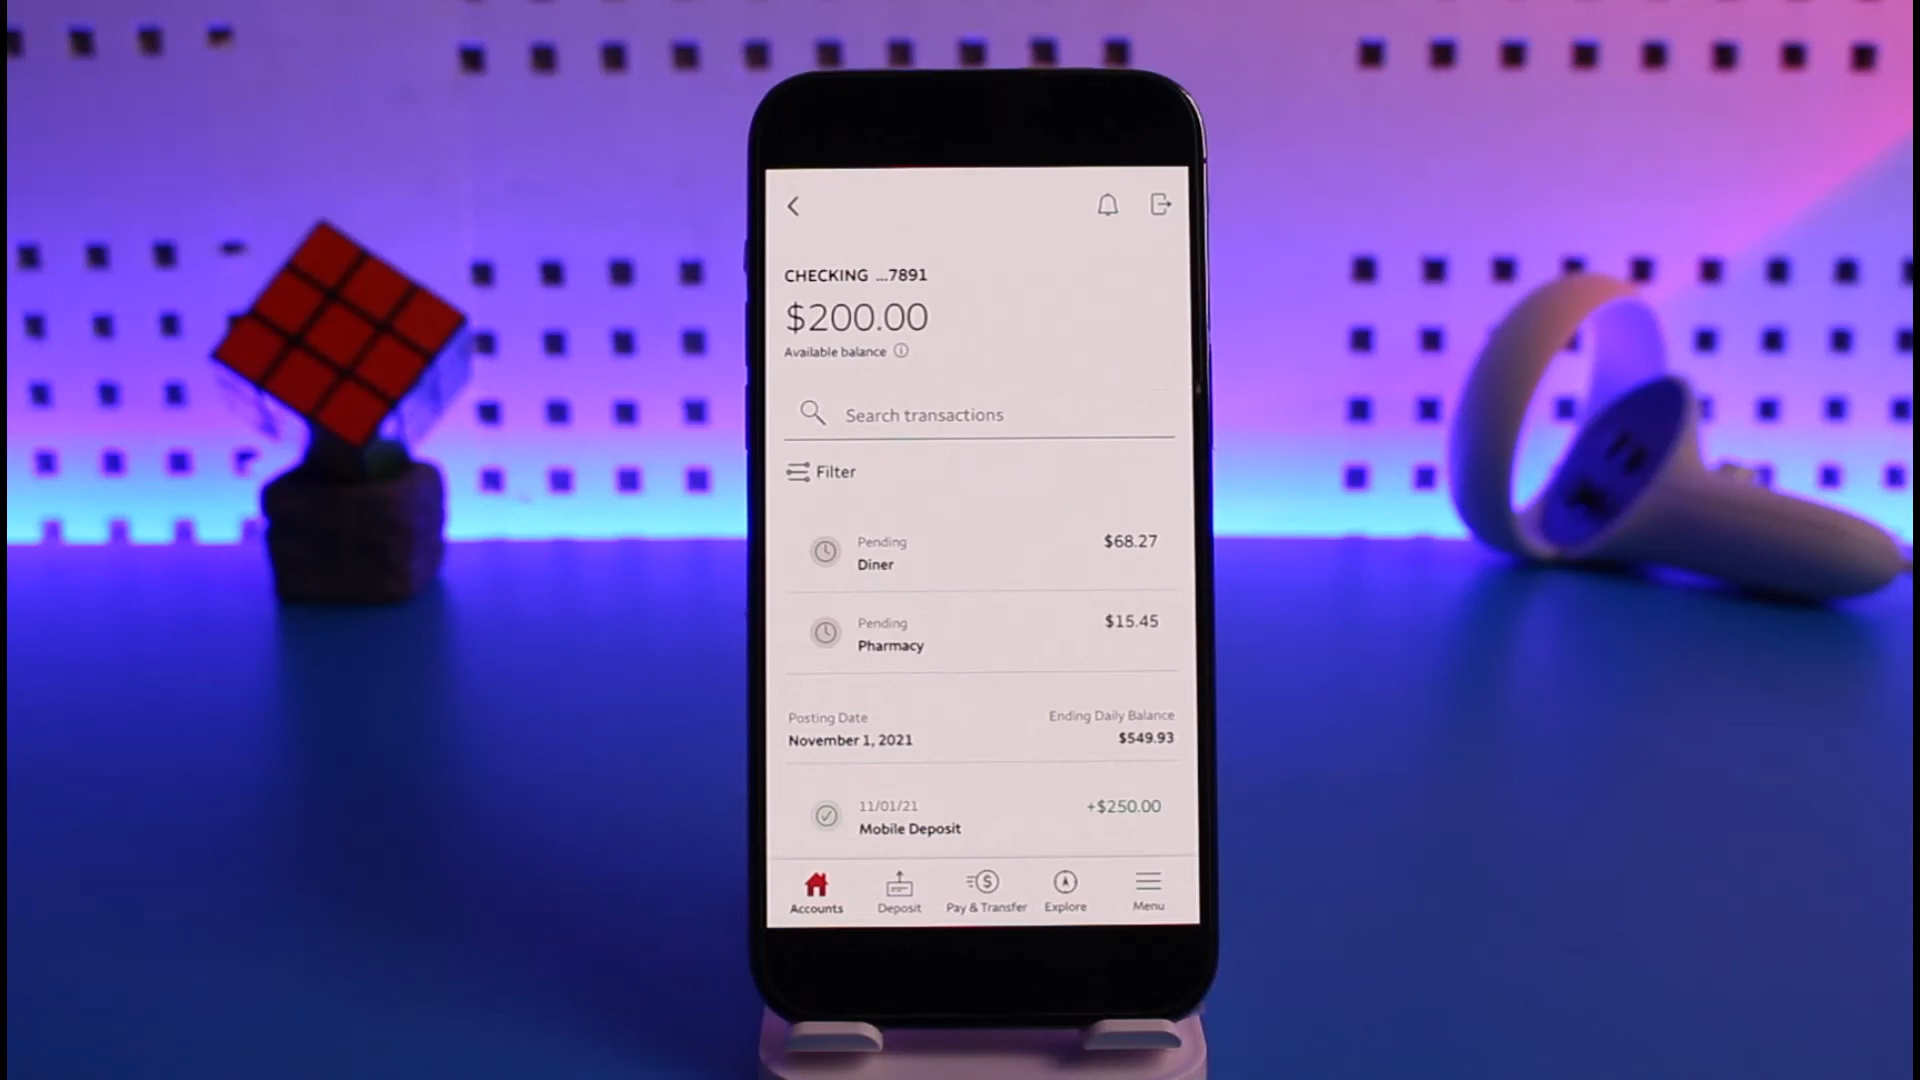 CHECKING ...7891
$200.00
Available balance
Search transactions
Filter
Pending
Diner
$68.27
Pending
Pharmacy
$15.45
Posting Date
November 1, 2021
Ending Daily Balance
$549.93
11/01/21
Mobile Deposit
+$250.00
Accounts
Deposit
Pay & Transfer
Explore
Menu